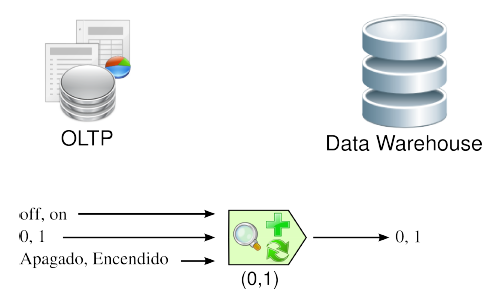 OLTP
Data Warehouse
off, on
0, 1
0, 1
Apagado, Encendido
(0,1)